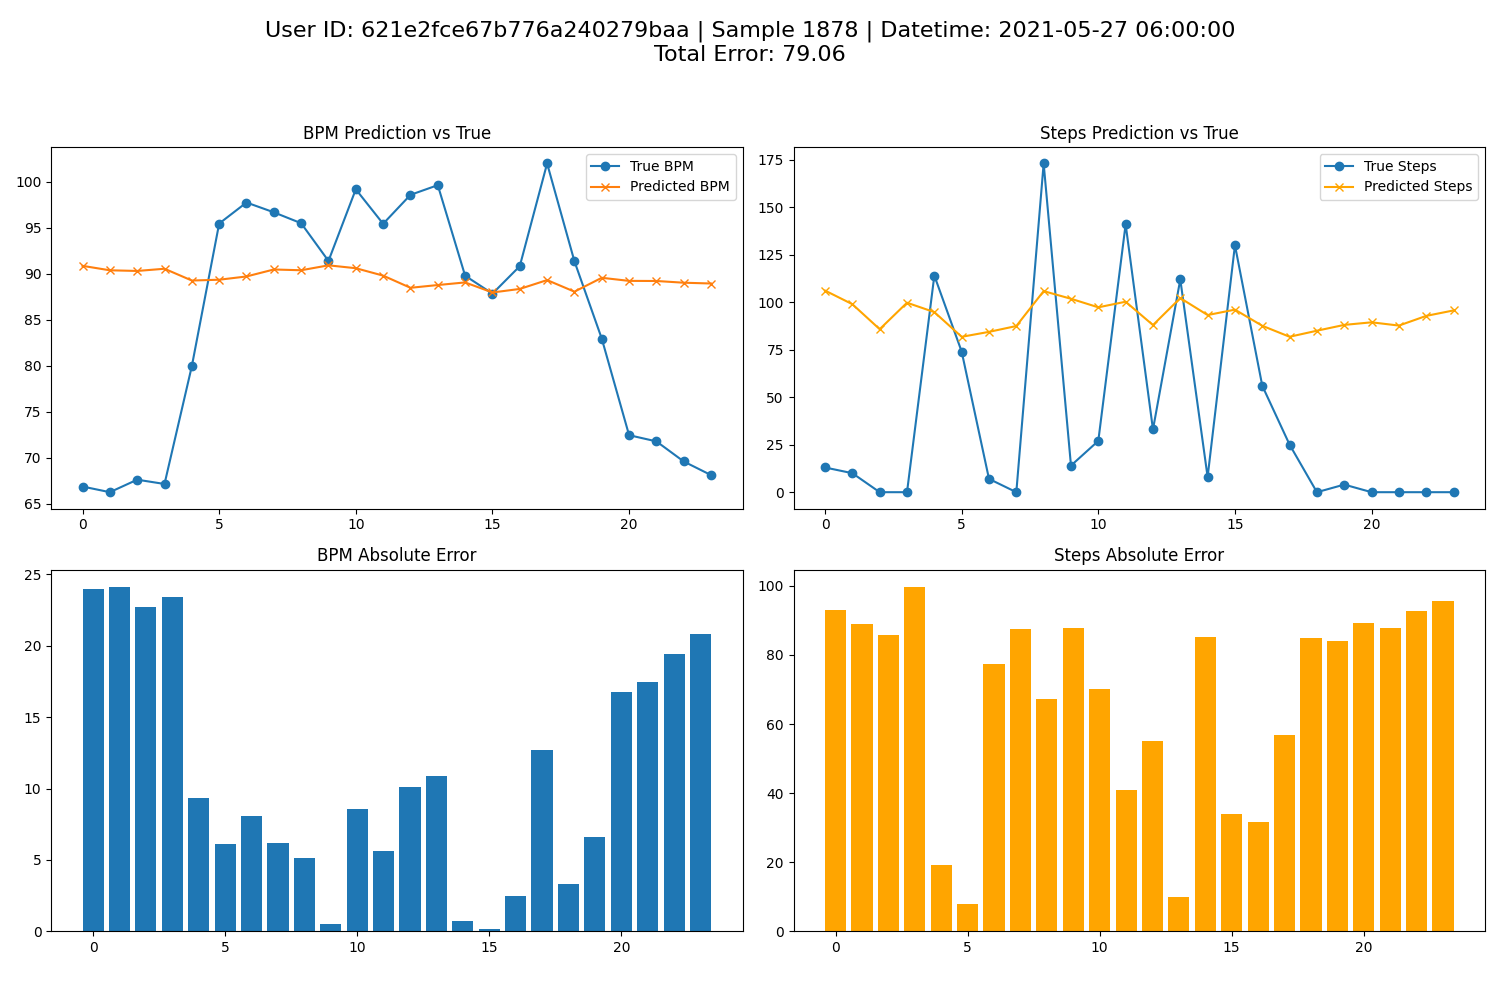 User ID: 621e2fce67b776a240279baa | Sample 1878 | Datetime: 2021-05-27 06:00:00
Total Error: 79.06
BPM Prediction vs True
True BPM
Predicted BPM
100
95
90
85
80
75
70
65
0 5 10 15 20
Steps Prediction vs True
True Steps
Predicted Steps
175
150
125
100
75
50
25
0
0 5 10 15 20
BPM Absolute Error
25
20
15
10
5
0
0 5 10 15 20
Steps Absolute Error
100
80
60
40
20
0
0 5 10 15 20